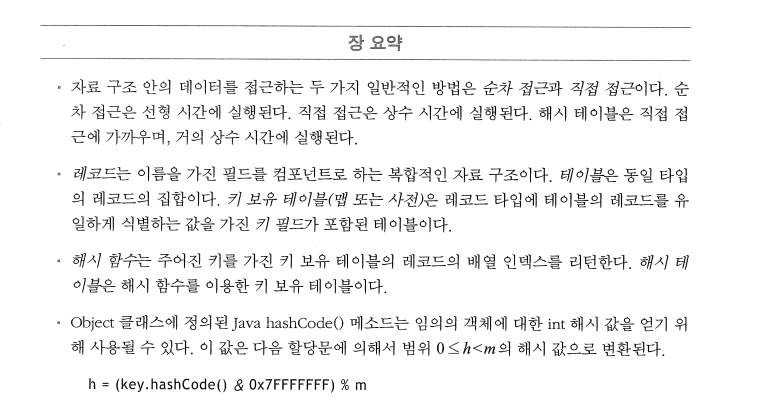 장 요약
▪ 자료 구조 안의 데이터를 접근하는 두 가지 일반적인 방법은 순차 접근과 직접 접근이다. 순
차 접근은 선형 시간에 실행된다. 직접 접근은 상수 시간에 실행된다. 해시 테이블은 직접 접
근에 가까우며, 거의 상수 시간에 실행된다.
▪ 레코드는 이름을 가진 필드를 컴포넌트로 하는 복합적인 자료 구조이다. 테이블은 동일 타입
의 레코드의 집합이다. 키 보유 테이블(맵 또는 사전)은 레코드 타입에 테이블의 레코드를 유
일하게 식별하는 값을 가진 키 필드가 포함된 테이블이다.
▪ 해시 함수는 주어진 키를 가진 키 보유 테이블의 레코드의 배열 인덱스를 리턴한다. 해시 테
이블은 해시 함수를 이용한 키 보유 테이블이다.
▪ Object 클래스에 정의된 Java hashCode() 메소드는 임의의 객체에 대한 int 해시 값을 얻기 위
해 사용될 수 있다. 이 값은 다음 할당문에 의해서 범위 0≤h<m의 해시 값으로 변환된다.
h = (key.hashCode() & 0x7FFFFFFF) % m